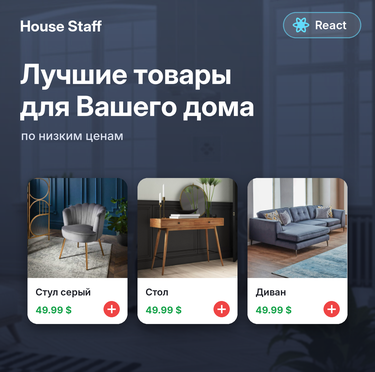 House Staff
React
Лучшие товары
для Вашего дома
по низким ценам
Стул серый
49.99 $
Стол
49.99 $
Диван
49.99 $